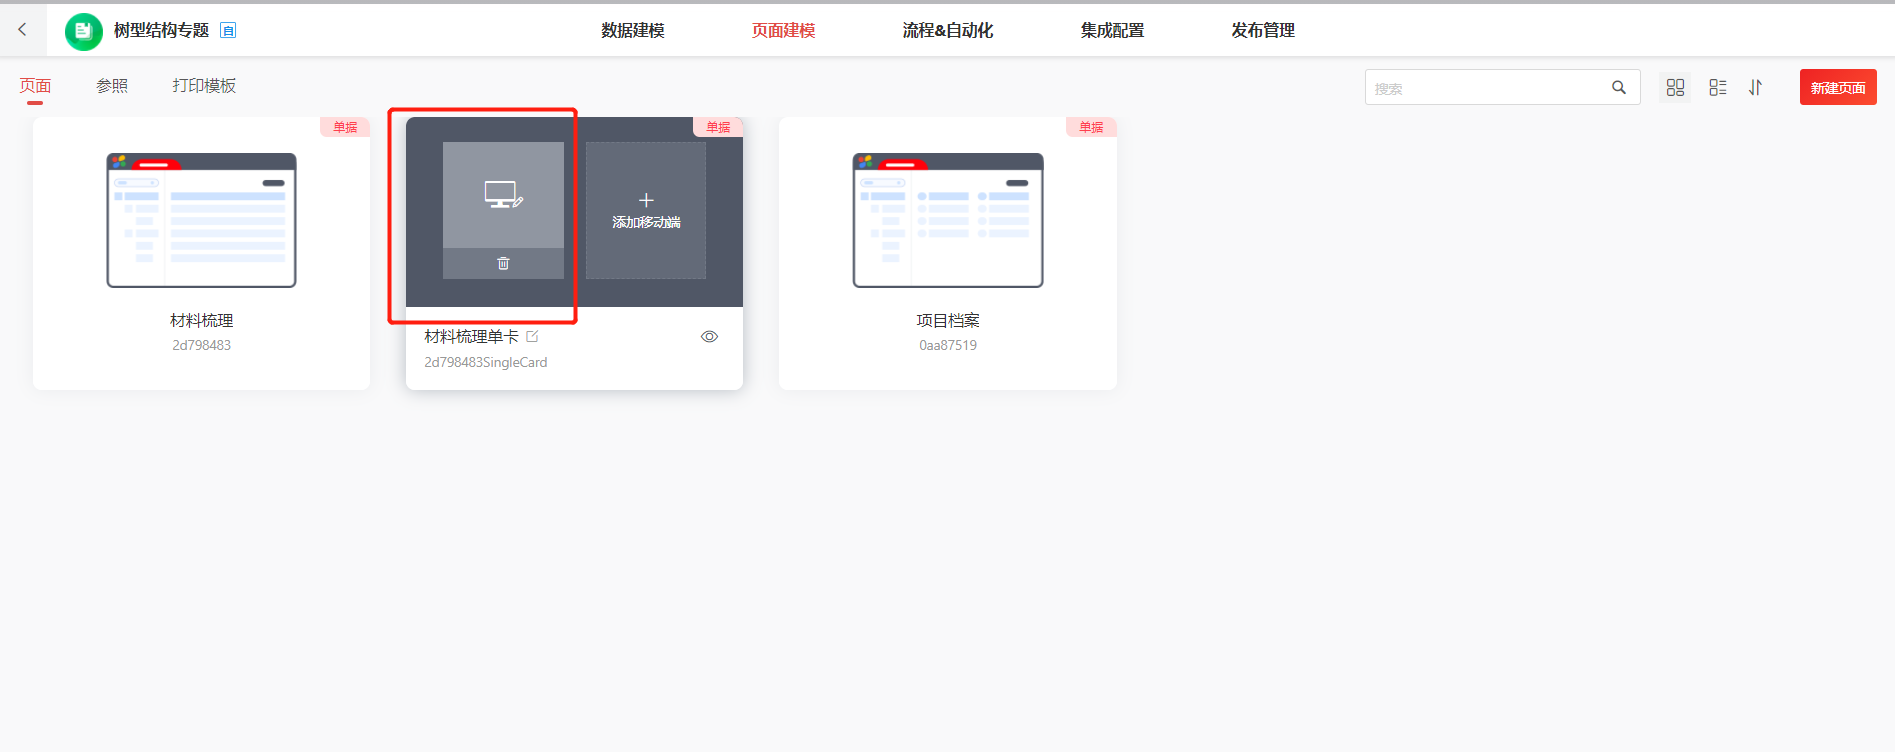 树型结构专题 自
数据建模 页面建模 流程&自动化 集成配置 发布管理
页面 参照 打印模板
搜索
新建页面
单据
材料梳理
2d798483
单据
添加移动端
材料梳理单卡
2d798483SingleCard
单据
项目档案
0aa87519